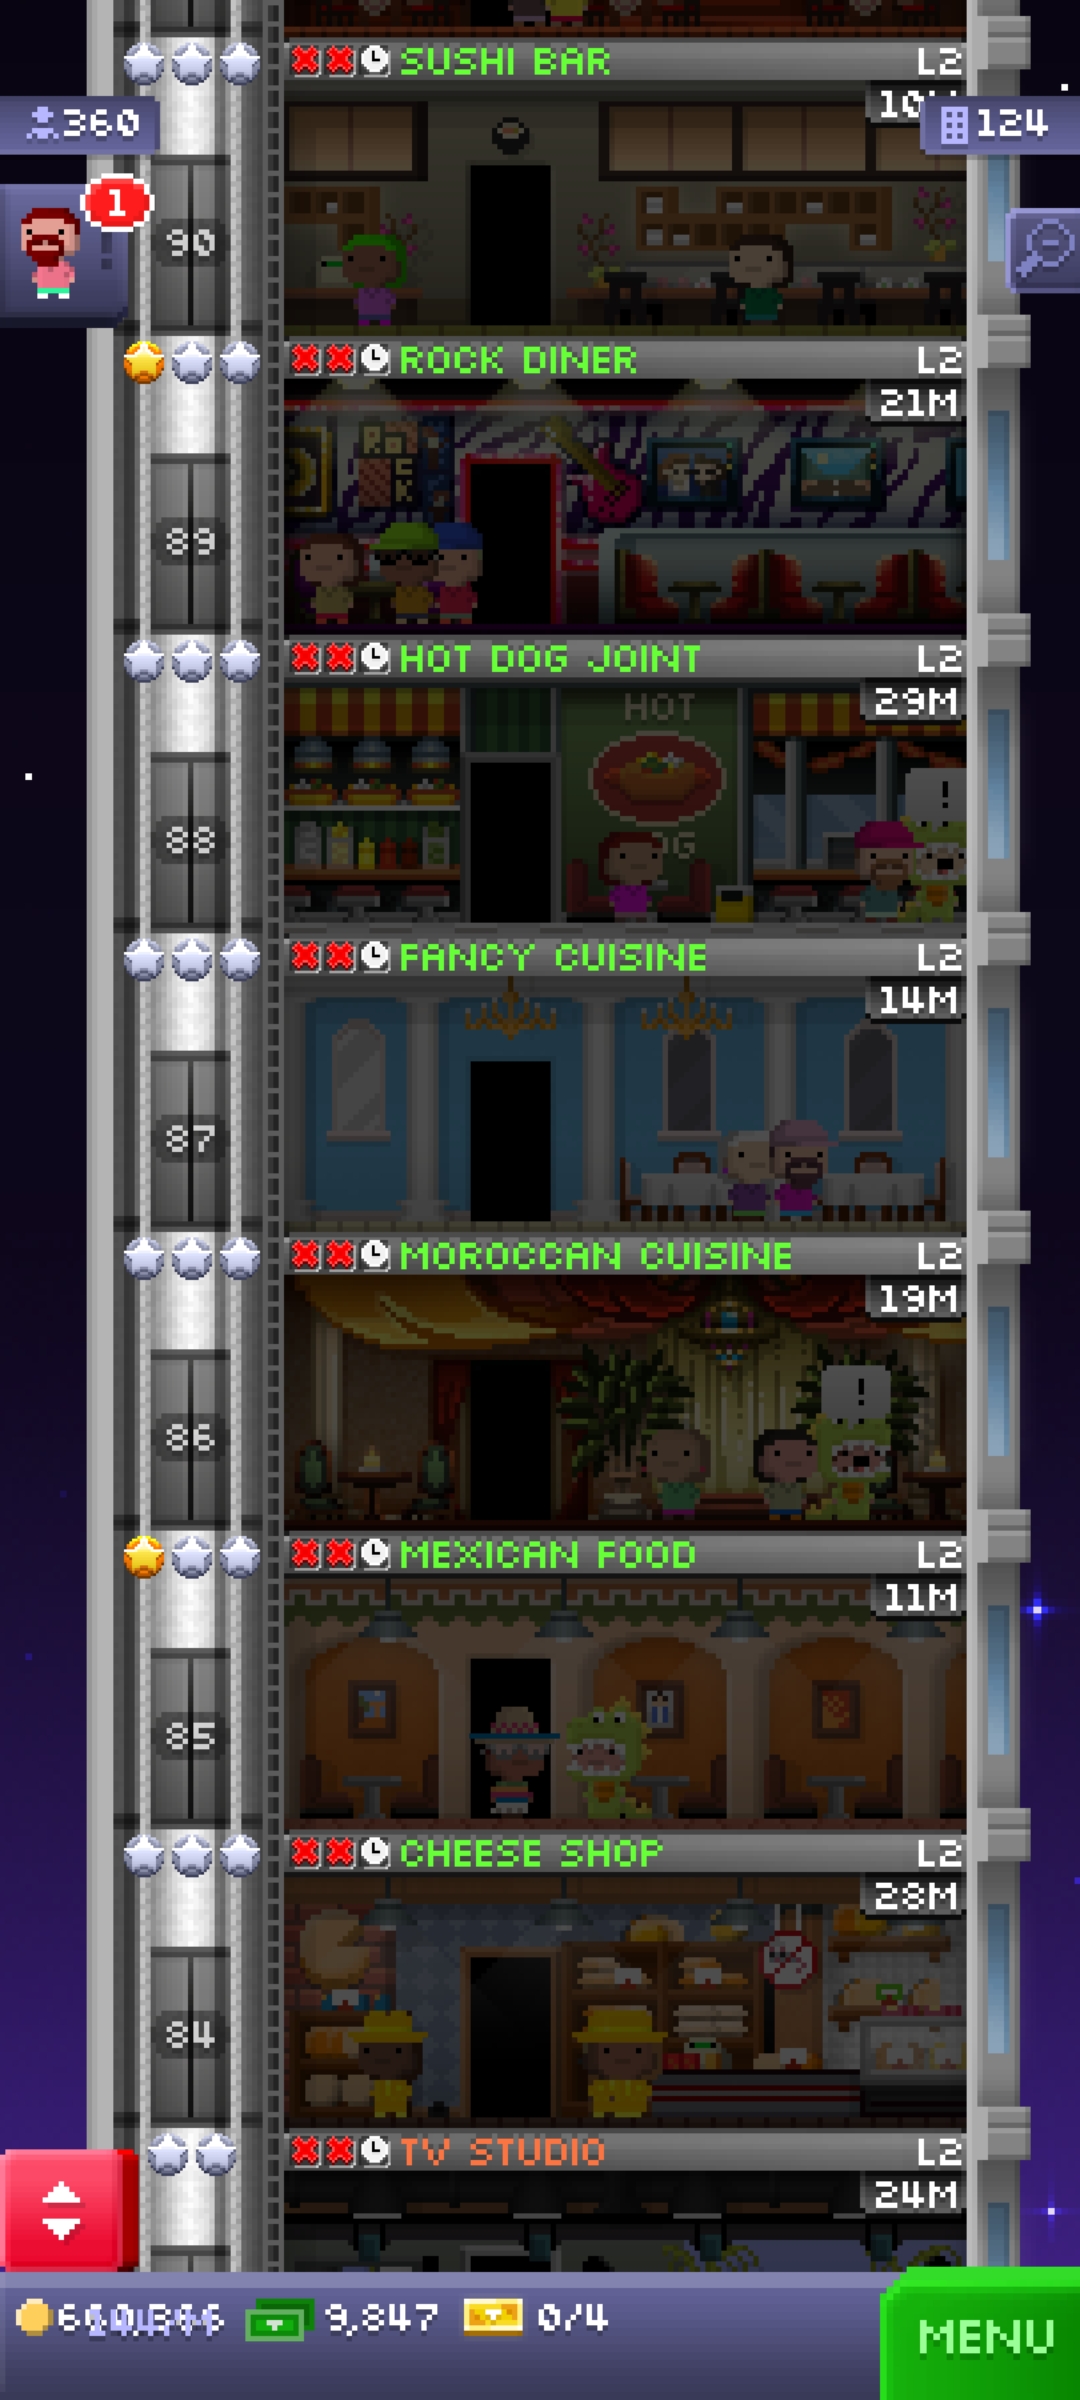 SUSHI BAR L2
360
124
1
90
ROCK DINER L2
21M
ROCK
89
HOT DOG JOINT L2
29M
HOT
!
88
FANCY CUISINE L2
14M
87
MOROCCAN CUISINE L2
19M
!
86
MEXICAN FOOD L2
11M
85
CHEESE SHOP L2
28M
84
TV STUDIO L2
24M
9,847 0/4
MENU